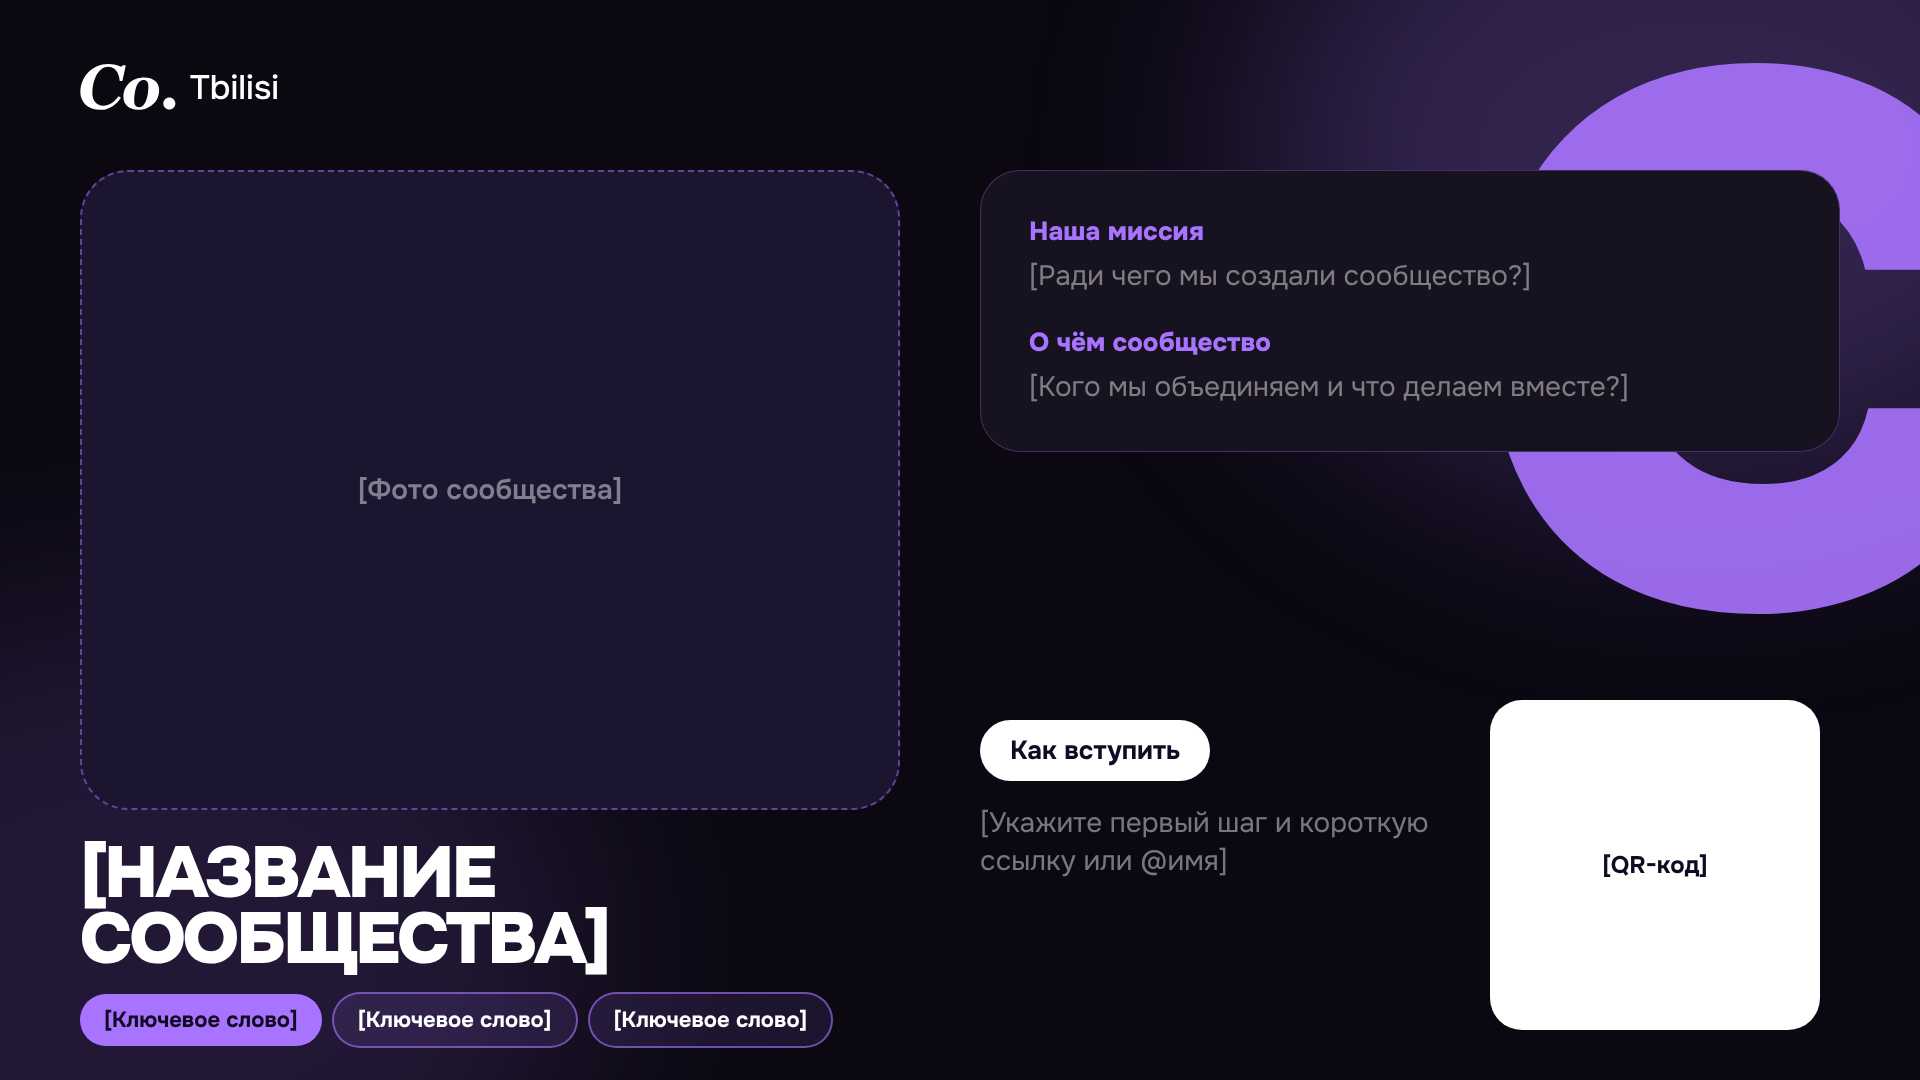 Co. Tbilisi
[Фото сообщества]
[НАЗВАНИЕ
СООБЩЕСТВА]
[Ключевое слово] [Ключевое слово] [Ключевое слово]
Наша миссия
[Ради чего мы создали сообщество?]
О чём сообщество
[Кого мы объединяем и что делаем вместе?]
Как вступить
[Укажите первый шаг и короткую
ссылку или @имя]
[QR-код]